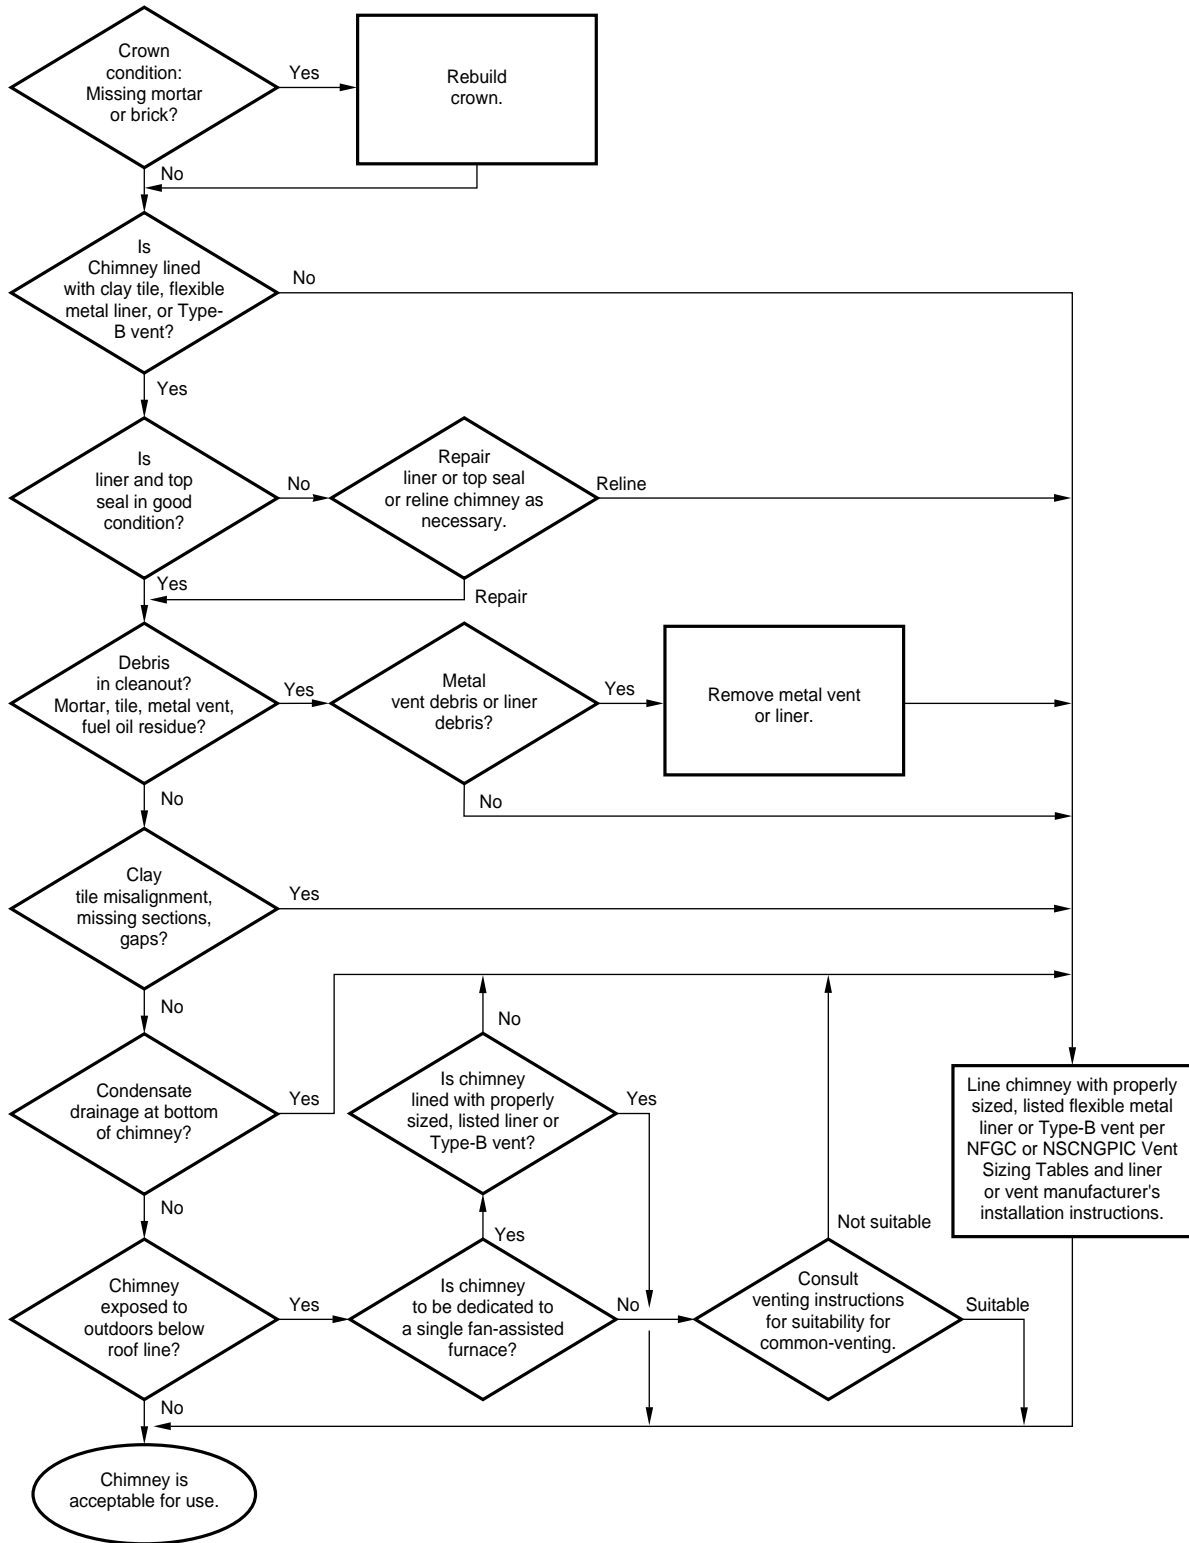 Crown
condition:
Missing mortar
or brick?
Yes
Rebuild
crown.
No
Is
Chimney lined
with clay tile, flexible
metal liner, or Type-
B vent?
No
Yes
Is
liner and top
seal in good
condition?
No
Repair
liner or top seal
or reline chimney as
necessary.
Reline
Yes
Repair
Debris
in cleanout?
Mortar, tile, metal vent,
fuel oil residue?
Yes
Metal
vent debris or liner
debris?
Yes
Remove metal vent
or liner.
No
No
Clay
tile misalignment,
missing sections,
gaps?
Yes
No
No
Condensate
drainage at bottom
of chimney?
Yes
Is chimney
lined with properly
sized, listed liner or
Type-B vent?
Yes
Line chimney with properly
sized, listed flexible metal
liner or Type-B vent per
NFGC or NSCNGPIC Vent
Sizing Tables and liner
or vent manufacturer's
installation instructions.
No
Yes
Not suitable
Chimney
exposed to
outdoors below
roof line?
Yes
Is chimney
to be dedicated to
a single fan-assisted
furnace?
No
Consult
venting instructions
for suitability for
common-venting.
Suitable
No
Chimney is
acceptable for use.